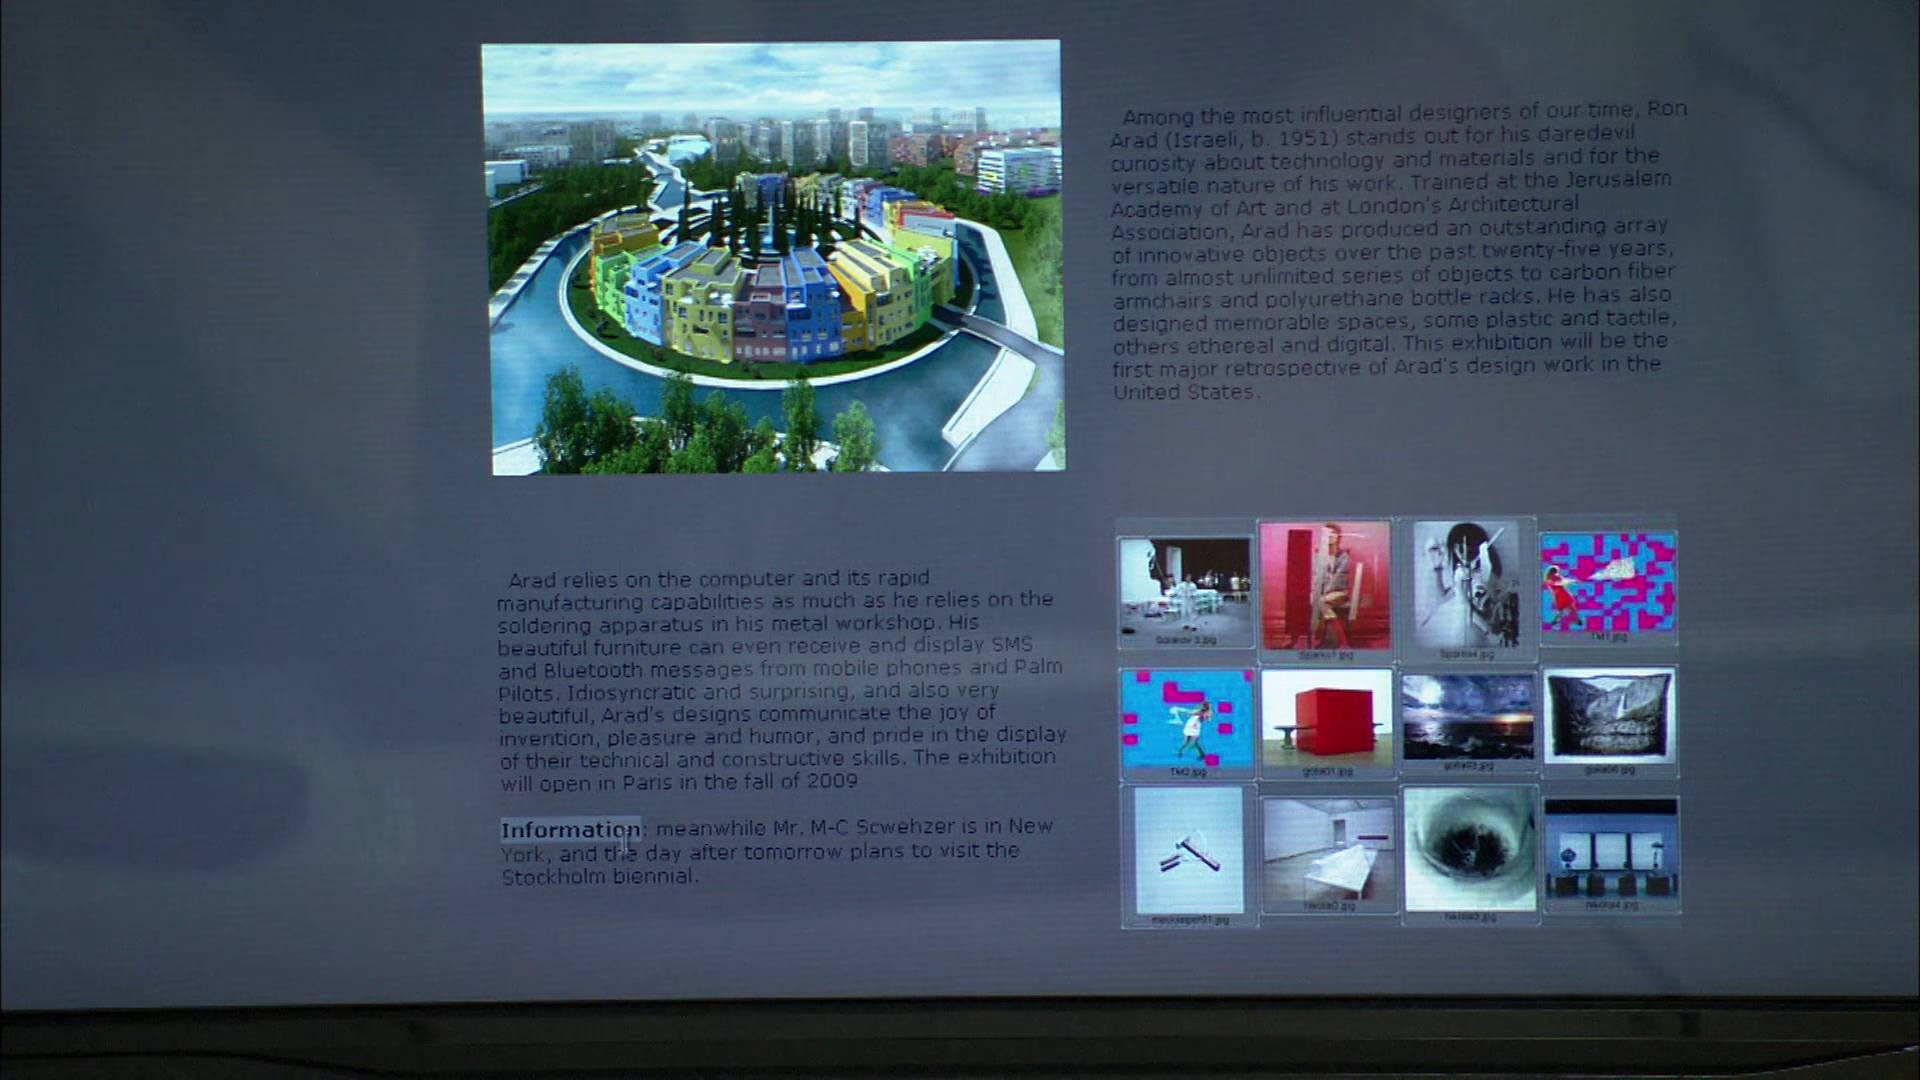 Among the most influential designers of our time, Ron
Arad (Israeli, b. 1951) stands out for his daredevil
curiosity about technology and materials and for the
versatile nature of his work. Trained at the Jerusalem
Academy of Art and at London's Architectural
Association, Arad has produced an outstanding array
of innovative objects over the past twenty-five years,
from almost unlimited series of objects to carbon fiber
armchairs and polyurethane bottle racks. He has also
designed memorable spaces, some plastic and tactile,
others ethereal and digital. This exhibition will be the
first major retrospective of Arad's design work in the
United States.
Arad relies on the computer and its rapid
manufacturing capabilities as much as he relies on the
soldering apparatus in his metal workshop. His
beautiful furniture can even receive and display SMS
and Bluetooth messages from mobile phones and Palm
Pilots. Idiosyncratic and surprising, and also very
beautiful, Arad's designs communicate the joy of
invention, pleasure and humor, and pride in the display
of their technical and constructive skills. The exhibition
will open in Paris in the fall of 2009
Information: meanwhile Mr. M-C Scwehzer is in New
York, and the day after tomorrow plans to visit the
Stockholm biennial.
TM1.jpg
TM2.jpg